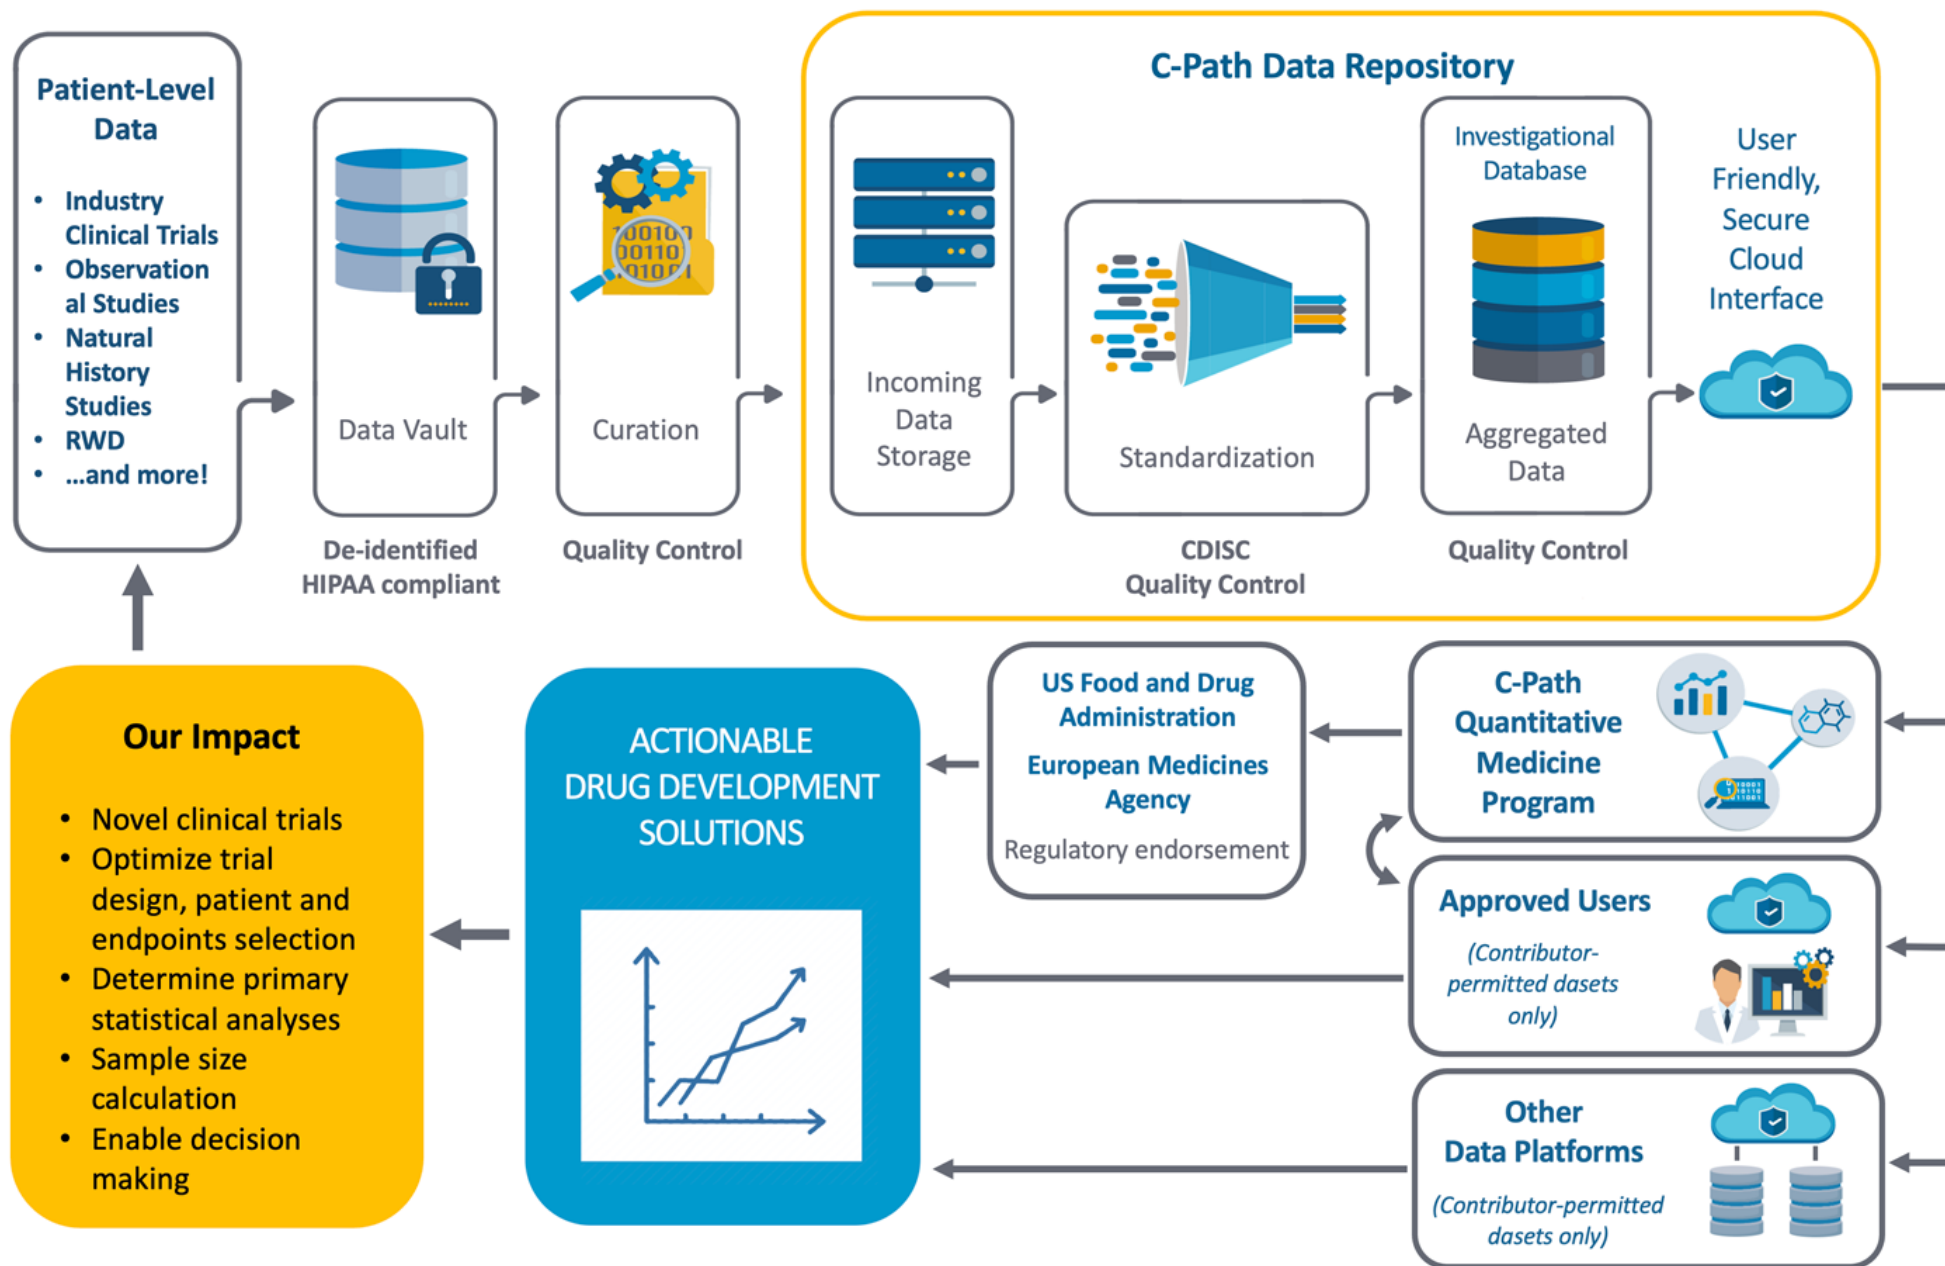 Patient-Level
Data
• Industry
Clinical Trials
• Observation
al Studies
• Natural
History
Studies
• RWD
• ...and more!
Data Vault
De-identified
HIPAA compliant
100100
00110
101001
Curation
Quality Control
C-Path Data Repository
Incoming
Data
Storage
Standardization
CDISC
Quality Control
Investigational
Database
Aggregated
Data
Quality Control
User
Friendly,
Secure
Cloud
Interface
C-Path
Quantitative
Medicine
Program
US Food and Drug
Administration
European Medicines
Agency
Regulatory endorsement
Approved Users
(Contributor-
permitted dasets
only)
Other
Data Platforms
(Contributor-permitted
dasets only)
ACTIONABLE
DRUG DEVELOPMENT
SOLUTIONS
Our Impact
• Novel clinical trials
• Optimize trial
design, patient and
endpoints selection
• Determine primary
statistical analyses
• Sample size
calculation
• Enable decision
making